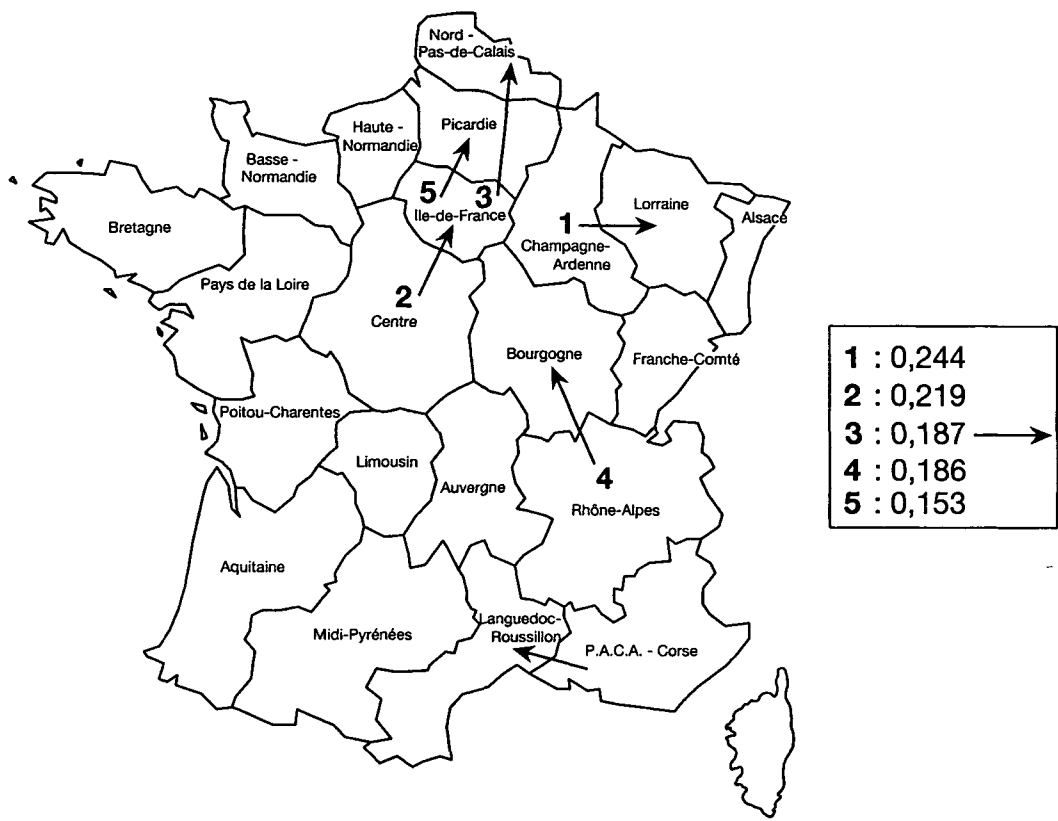 Nord -
Pas-de-Calais
Haute -
Normandie
Picardie
Basse -
Normandie
5
3
Ile-de-France
Lorraine
Alsace
1
Champagne-
Ardenne
Bretagne
Pays de la Loire
2
Centre
Bourgogne
Franche-Comté
Poitou-Charentes
Limousin
Auvergne
4
Rhône-Alpes
Aquitaine
Midi-Pyrénées
Languedoc-
Roussillon
P.A.C.A. - Corse
1 : 0,244
2 : 0,219
3 : 0,187
4 : 0,186
5 : 0,153